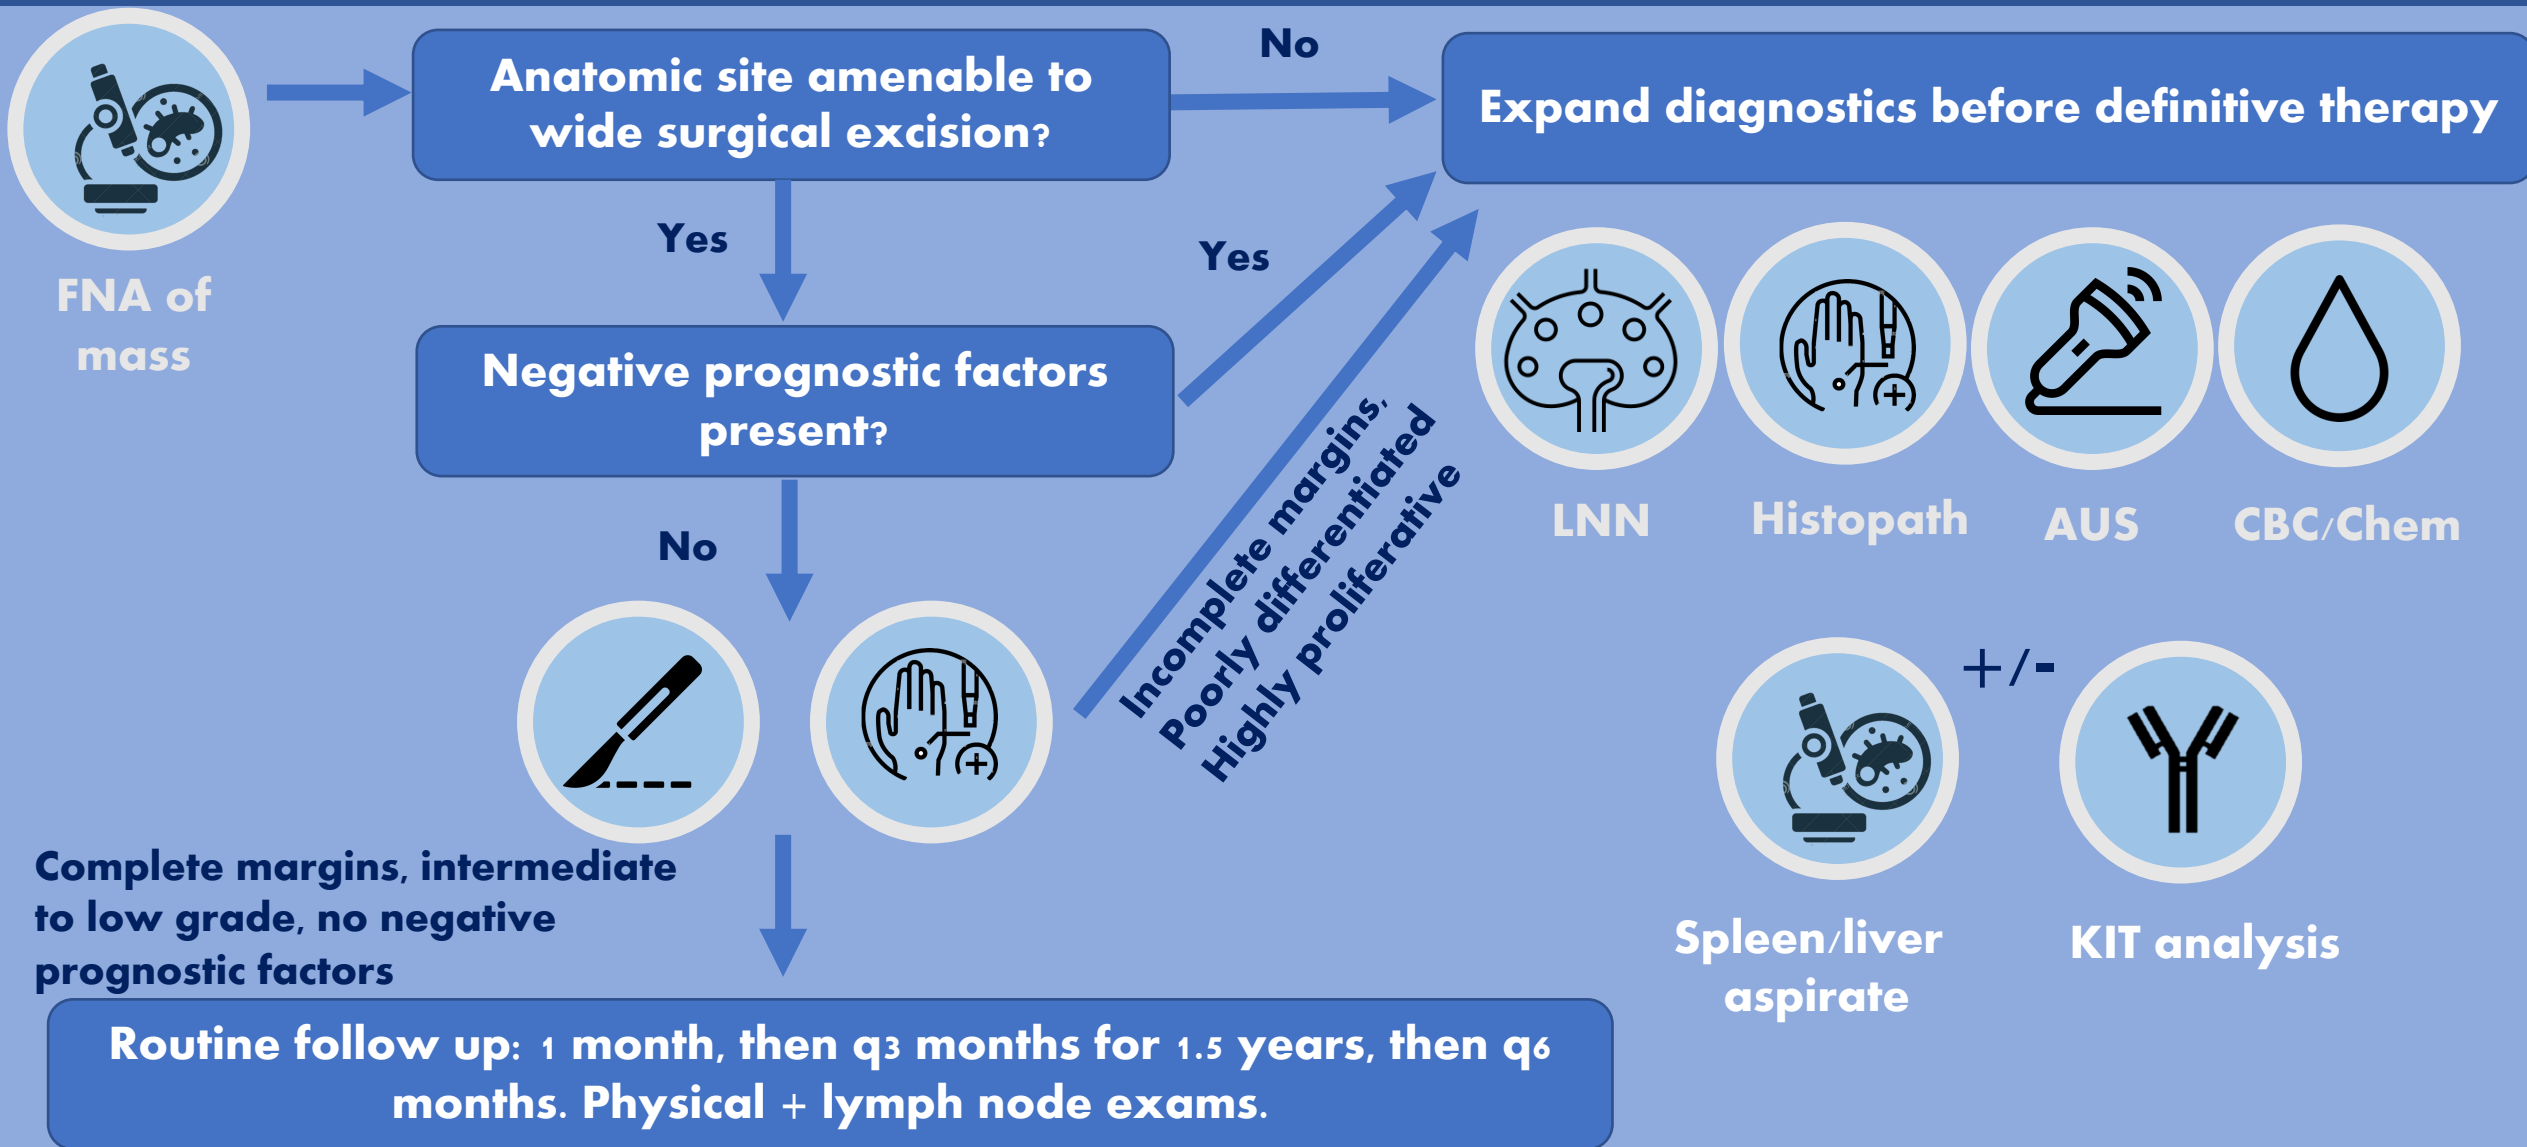 FNA of
mass
Anatomic site amenable to
wide surgical excision?
No
Expand diagnostics before definitive therapy
Yes
Yes
Negative prognostic factors
present?
LNN
Histopath
AUS
CBC/Chem
No
Incomplete margins,
Poorly differentiated
Highly proliferative
+/-
Spleen/liver
aspirate
KIT analysis
Complete margins, intermediate
to low grade, no negative
prognostic factors
Routine follow up: 1 month, then q3 months for 1.5 years, then q6
months. Physical + lymph node exams.